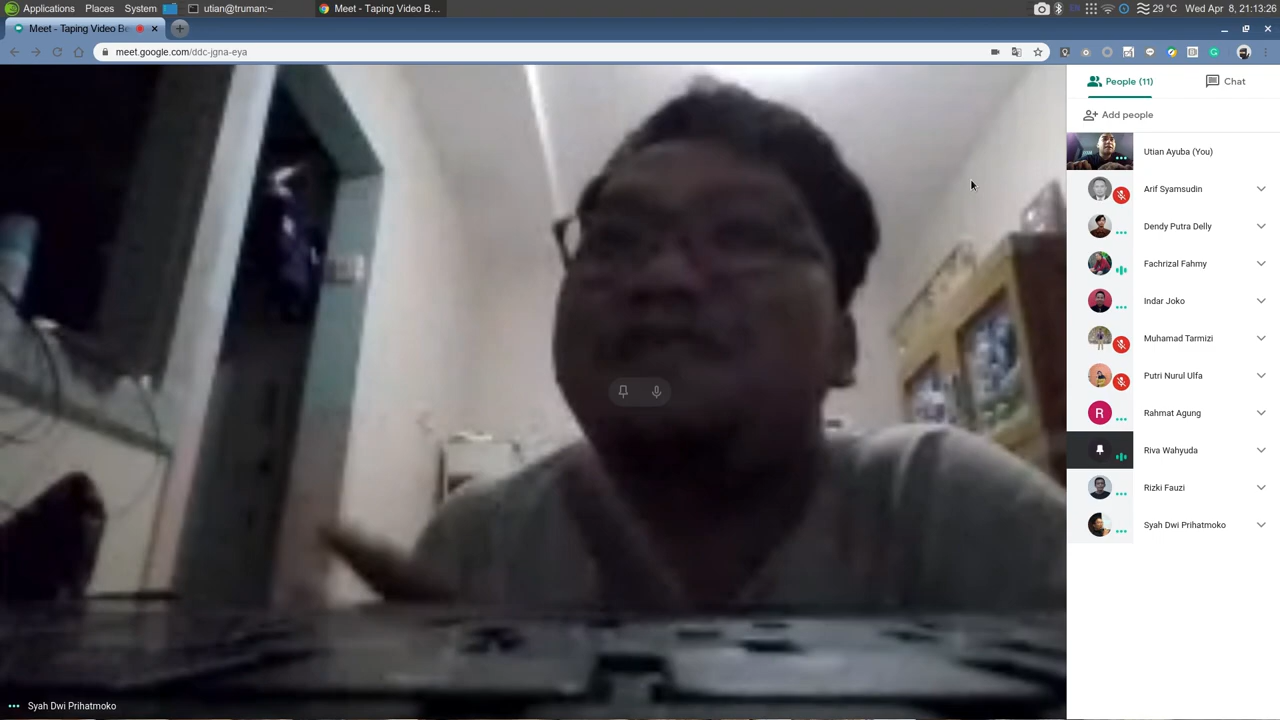 Applications Places System utian@truman:~ Meet - Taping Video B... EN 29 °C Wed Apr 8, 21:13:26
Meet - Taping Video Be
meet.google.com/ddc-jgna-eya
People (11) Chat
Add people
Utian Ayuba (You)
Arif Syamsudin
Dendy Putra Delly
Fachrizal Fahmy
Indar Joko
Muhamad Tarmizi
Putri Nurul Ulfa
R Rahmat Agung
Riva Wahyuda
Rizki Fauzi
Syah Dwi Prihatmoko
Syah Dwi Prihatmoko